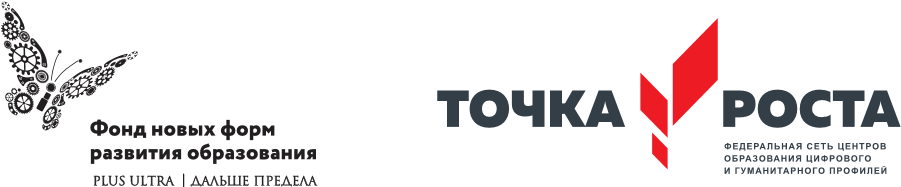 Фонд новых форм
развития образования
PLUS ULTRA | ДАЛЬШЕ ПРЕДЕЛА
ТОЧКА РОСТА
ФЕДЕРАЛЬНАЯ СЕТЬ ЦЕНТРОВ
ОБРАЗОВАНИЯ ЦИФРОВОГО
И ГУМАНИТАРНОГО ПРОФИЛЕЙ